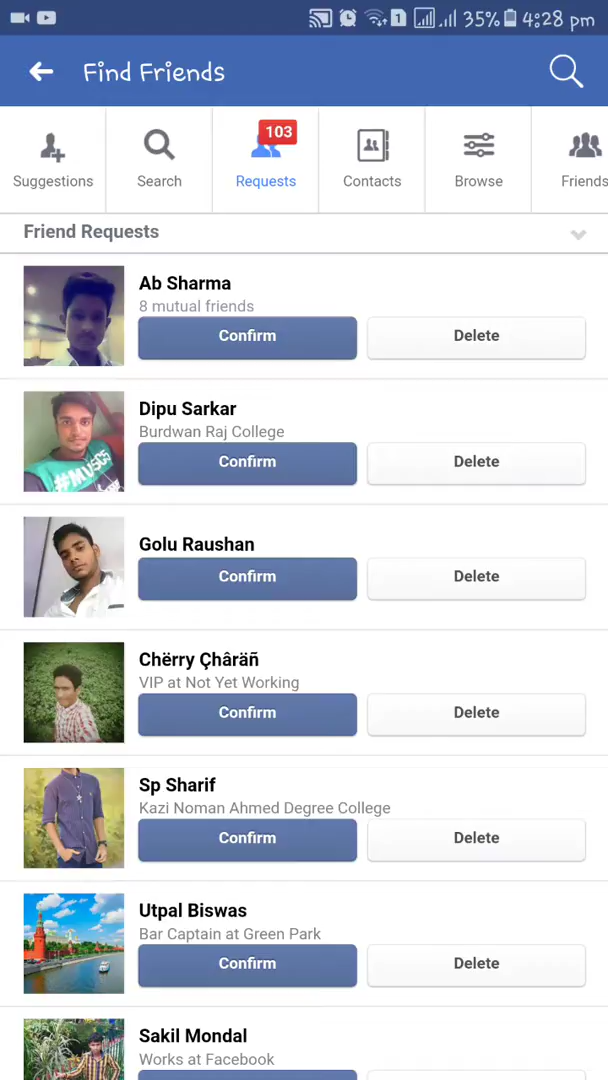 1 35% 4:28 pm
Find Friends
103
Suggestions Search Requests Contacts Browse Friends
Friend Requests
Ab Sharma
8 mutual friends
Confirm Delete
Dipu Sarkar
Burdwan Raj College
#MVSC5
Confirm Delete
Golu Raushan
Confirm Delete
Chërry Çhâräñ
VIP at Not Yet Working
Confirm Delete
Sp Sharif
Kazi Noman Ahmed Degree College
Confirm Delete
Utpal Biswas
Bar Captain at Green Park
Confirm Delete
Sakil Mondal
Works at Facebook